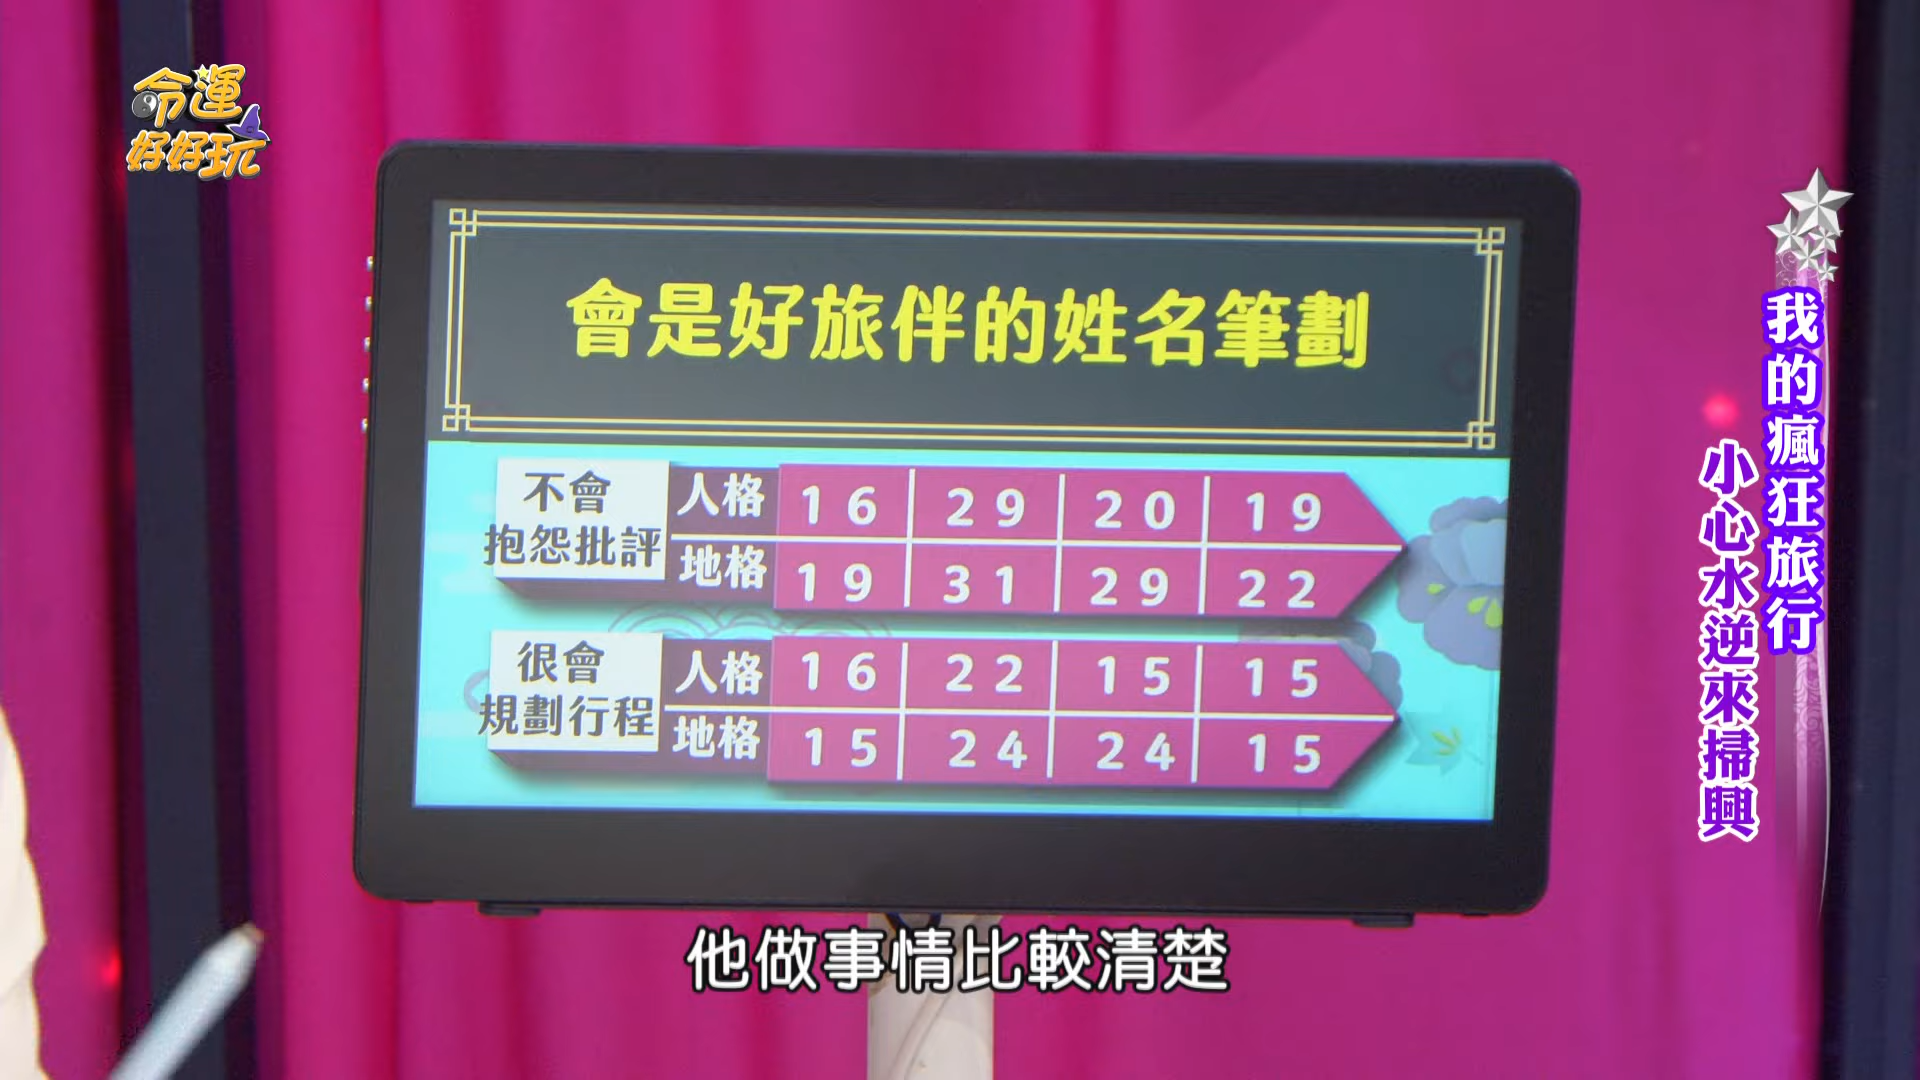 命運
好好玩
會是好旅伴的姓名筆劃
不會
抱怨批評
人格 16 29 20 19
地格 19 31 29 22
很會
規劃行程
人格 16 22 15 15
地格 15 24 24 15
我的瘋狂旅行
小心水逆來掃興
他做事情比較清楚